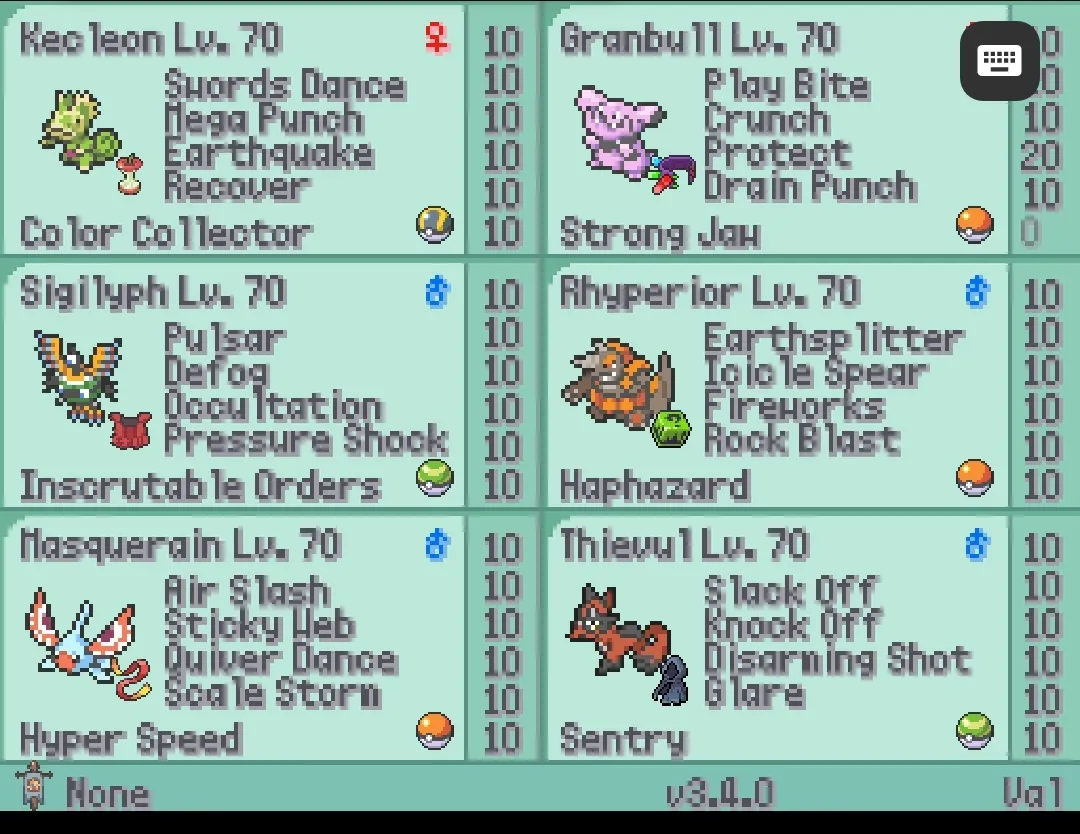 Kecleon Lv. 70 ♀
Swords Dance
Mega Punch
Earthquake
Recover
Color Collector
10
10
10
10
10
10
Granbull Lv. 70
Play Bite
Crunch
Protect
Drain Punch
Strong Jaw
10
20
10
0
Sigilyph Lv. 70 ♂
Pulsar
Defog
Occultation
Pressure Shock
Inscrutable Orders
10
10
10
10
10
10
Rhyperior Lv. 70 ♂
Earthsplitter
Icicle Spear
Fireworks
Rock Blast
Haphazard
10
10
10
10
10
10
Masquerain Lv. 70 ♂
Air Slash
Sticky Web
Quiver Dance
Scale Storm
Hyper Speed
10
10
10
10
10
10
Thievul Lv. 70 ♂
Slack Off
Knock Off
Disarming Shot
Glare
Sentry
10
10
10
10
10
10
None
v3.4.0
Val